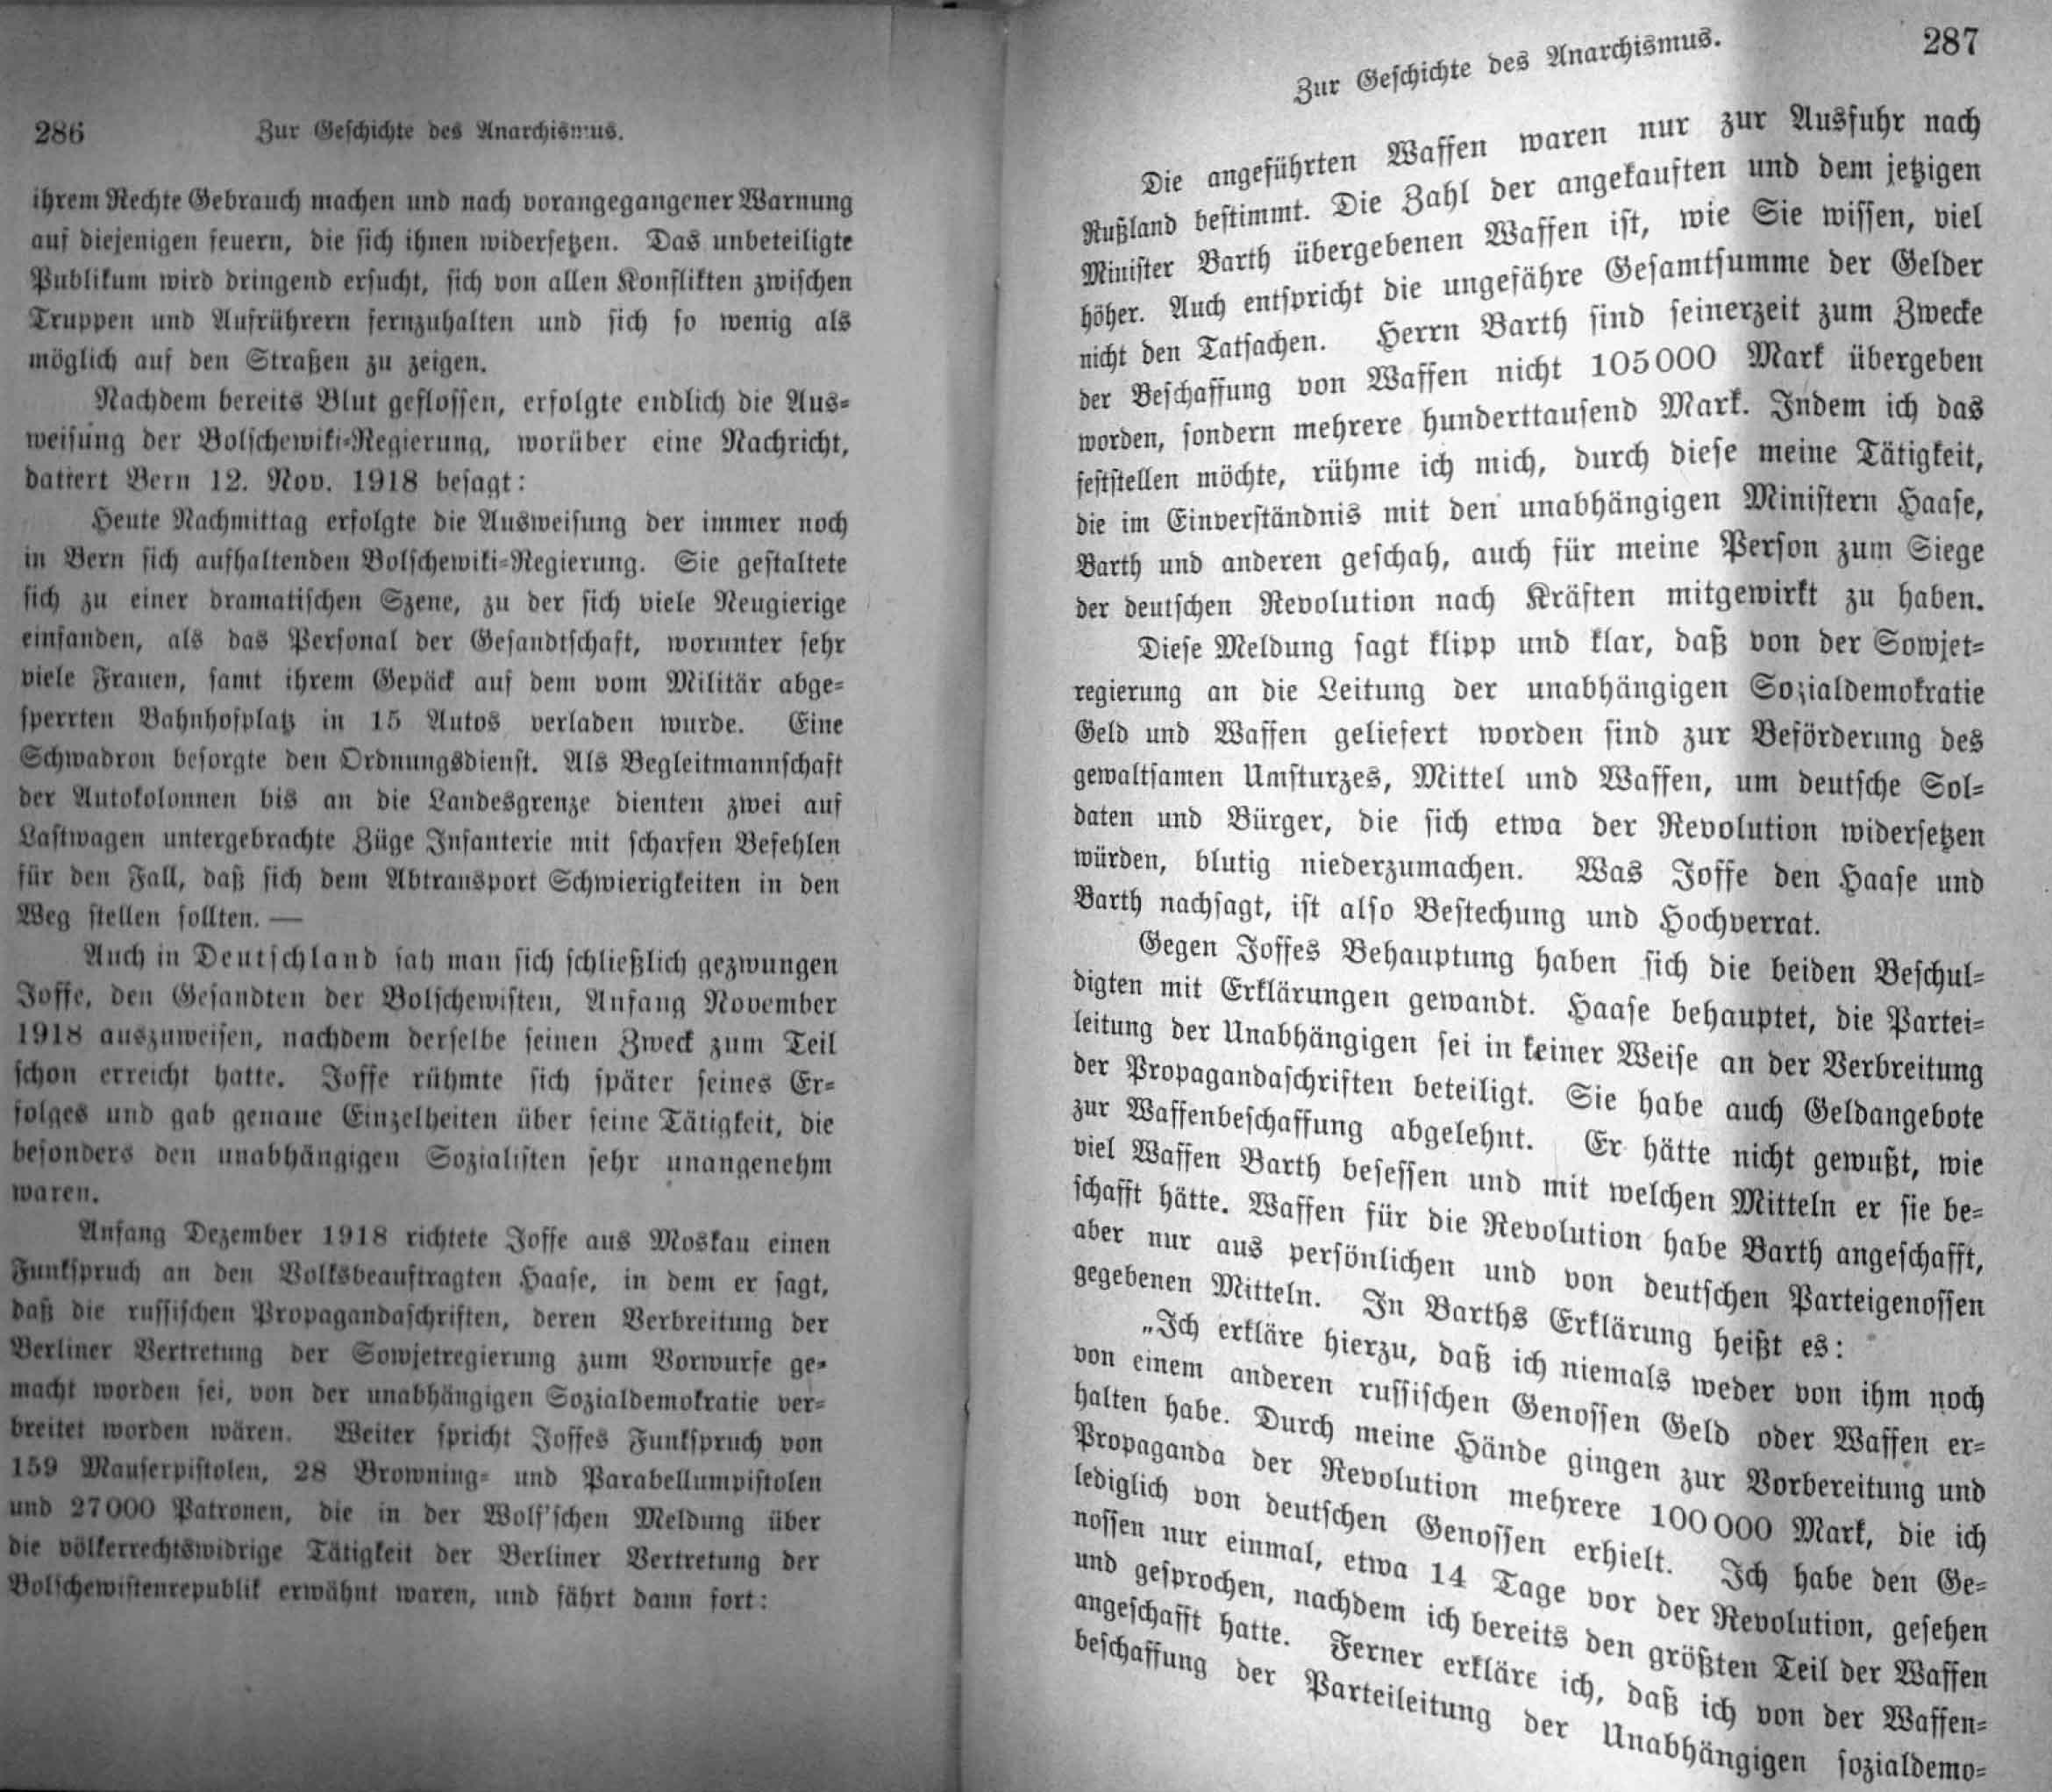 286 Zur Geschichte des Anarchismus.
ihrem Rechte Gebrauch machen und nach vorangegangener Warnung
auf diejenigen feuern, die sich ihnen widersetzen. Das unbeteiligte
Publikum wird dringend ersucht, sich von allen Konflikten zwischen
Truppen und Aufrührern fernzuhalten und sich so wenig als
möglich auf den Straßen zu zeigen.
Nachdem bereits Blut geflossen, erfolgte endlich die Aus-
weisung der Bolschewiki-Regierung, worüber eine Nachricht,
datiert Bern 12. Nov. 1918 besagt:
Heute Nachmittag erfolgte die Ausweisung der immer noch
in Bern sich aufhaltenden Bolschewiki-Regierung. Sie gestaltete
sich zu einer dramatischen Szene, zu der sich viele Neugierige
einfanden, als das Personal der Gesandtschaft, worunter sehr
viele Frauen, samt ihrem Gepäck auf dem vom Militär abge-
sperrten Bahnhofplatz in 15 Autos verladen wurde. Eine
Schwadron besorgte den Ordnungsdienst. Als Begleitmannschaft
der Autokolonnen bis an die Landesgrenze dienten zwei auf
Lastwagen untergebrachte Züge Infanterie mit scharfen Befehlen
für den Fall, daß sich dem Abtransport Schwierigkeiten in den
Weg stellen sollten. —
Auch in Deutschland sah man sich schließlich gezwungen
Joffe, den Gesandten der Bolschewisten, Anfang November
1918 auszuweisen, nachdem derselbe seinen Zweck zum Teil
schon erreicht hatte. Joffe rühmte sich später seines Er-
folges und gab genaue Einzelheiten über seine Tätigkeit, die
besonders den unabhängigen Sozialisten sehr unangenehm
waren.
Anfang Dezember 1918 richtete Joffe aus Moskau einen
Funkspruch an den Volksbeauftragten Haase, in dem er sagt,
daß die russischen Propagandaschriften, deren Verbreitung der
Berliner Vertretung der Sowjetregierung zum Vorwurfe ge-
macht worden sei, von der unabhängigen Sozialdemokratie ver-
breitet worden wären. Weiter spricht Joffes Funkspruch von
159 Mauserpistolen, 28 Browning- und Parabellumpistolen
und 27000 Patronen, die in der Wolf'schen Meldung über
die völkerrechtswidrige Tätigkeit der Berliner Vertretung der
Bolschewistenrepublik erwähnt waren, und fährt dann fort:
Zur Geschichte des Anarchismus. 287
Die angeführten Waffen waren nur zur Ausfuhr nach
Rußland bestimmt. Die Zahl der angekauften und dem jetzigen
Minister Barth übergebenen Waffen ist, wie Sie wissen, viel
höher. Auch entspricht die ungefähre Gesamtsumme der Gelder
nicht den Tatsachen. Herrn Barth sind seinerzeit zum Zwecke
der Beschaffung von Waffen nicht 105000 Mark übergeben
worden, sondern mehrere hunderttausend Mark. Indem ich das
feststellen möchte, rühme ich mich, durch diese meine Tätigkeit,
die im Einverständnis mit den unabhängigen Ministern Haase,
Barth und anderen geschah, auch für meine Person zum Siege
der deutschen Revolution nach Kräften mitgewirkt zu haben.
Diese Meldung sagt klipp und klar, daß von der Sowjet-
regierung an die Leitung der unabhängigen Sozialdemokratie
Geld und Waffen geliefert worden sind zur Beförderung des
gewaltsamen Umsturzes, Mittel und Waffen, um deutsche Sol-
daten und Bürger, die sich etwa der Revolution widersetzen
würden, blutig niederzumachen. Was Joffe den Haase und
Barth nachsagt, ist also Bestechung und Hochverrat.
Gegen Joffes Behauptung haben sich die beiden Beschul-
digten mit Erklärungen gewandt. Haase behauptet, die Partei-
leitung der Unabhängigen sei in keiner Weise an der Verbreitung
der Propagandaschriften beteiligt. Sie habe auch Geldangebote
zur Waffenbeschaffung abgelehnt. Er hätte nicht gewußt, wie
viel Waffen Barth besessen und mit welchen Mitteln er sie be-
schafft hätte. Waffen für die Revolution habe Barth angeschafft,
aber nur aus persönlichen und von deutschen Parteigenossen
gegebenen Mitteln. In Barths Erklärung heißt es:
„Ich erkläre hierzu, daß ich niemals weder von ihm noch
von einem anderen russischen Genossen Geld oder Waffen er-
halten habe. Durch meine Hände gingen zur Vorbereitung und
Propaganda der Revolution mehrere 100000 Mark, die ich
lediglich von deutschen Genossen erhielt. Ich habe den Ge-
nossen nur einmal, etwa 14 Tage vor der Revolution, gesehen
und gesprochen, nachdem ich bereits den größten Teil der Waffen
angeschafft hatte. Ferner erkläre ich, daß ich von der Waffen-
beschaffung der Parteileitung der Unabhängigen sozialdemo-